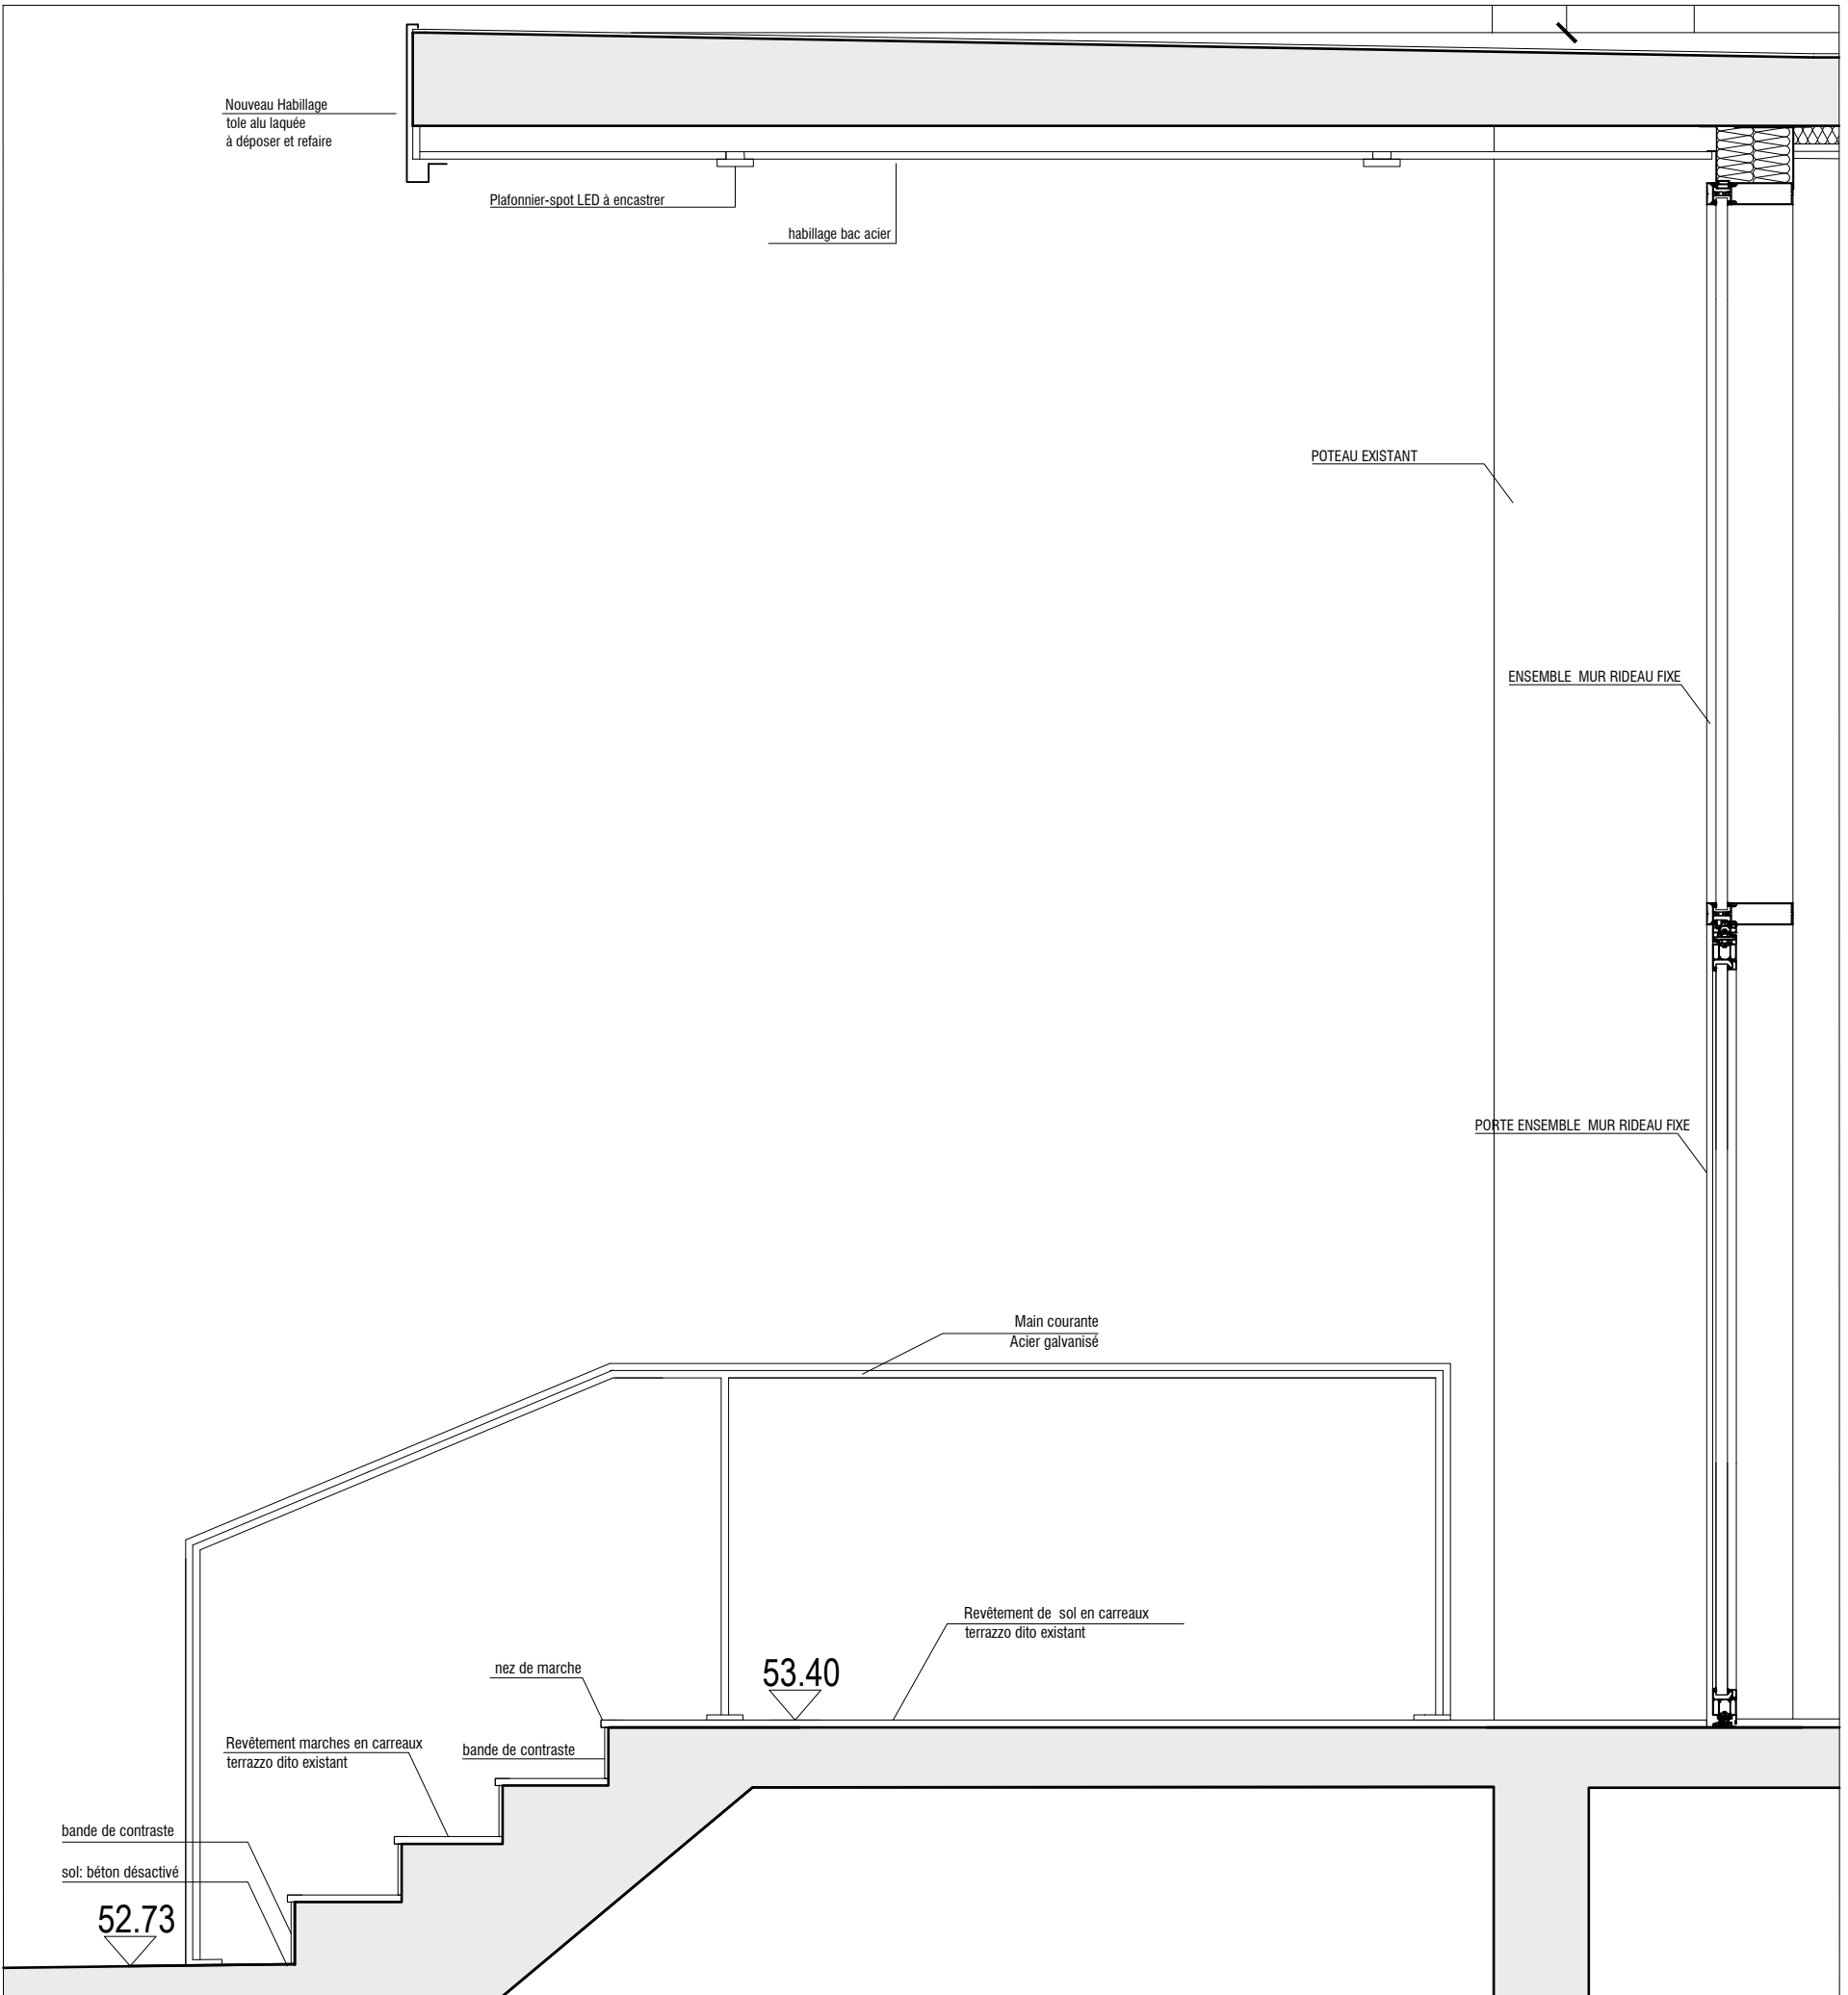 Nouveau Habillage
tole alu laquée
à déposer et refaire
Plafonnier-spot LED à encastrer
habillage bac acier
POTEAU EXISTANT
ENSEMBLE MUR RIDEAU FIXE
PORTE ENSEMBLE MUR RIDEAU FIXE
Main courante
Acier galvanisé
Revêtement de sol en carreaux
terrazzo dito existant
53.40
nez de marche
Revêtement marches en carreaux
terrazzo dito existant
bande de contraste
bande de contraste
sol: béton désactivé
52.73